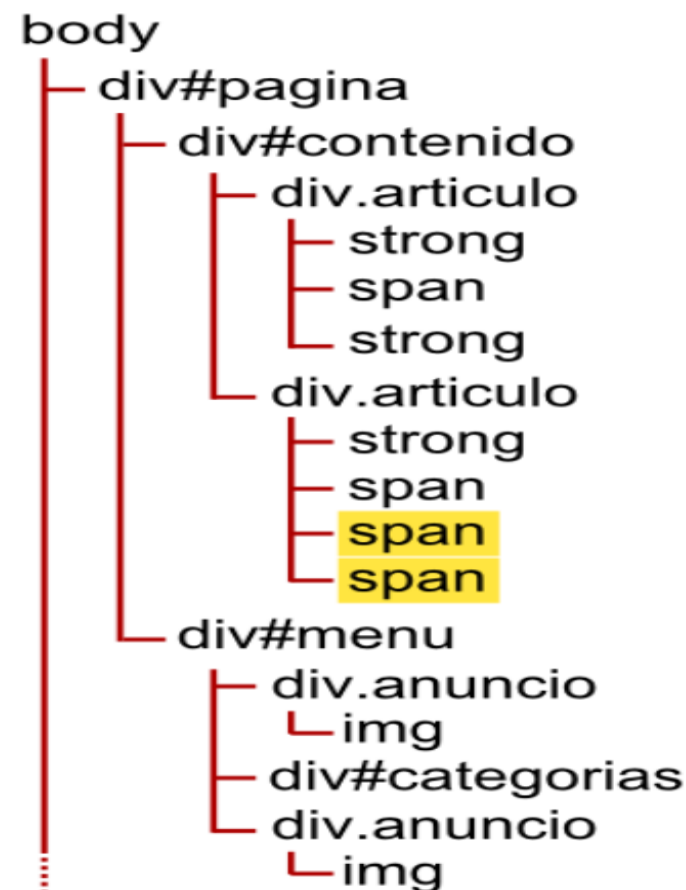 body
div#pagina
div#contenido
div.articulo
strong
span
strong
div.articulo
strong
span
span
span
div#menu
div.anuncio
img
div#categorias
div.anuncio
img